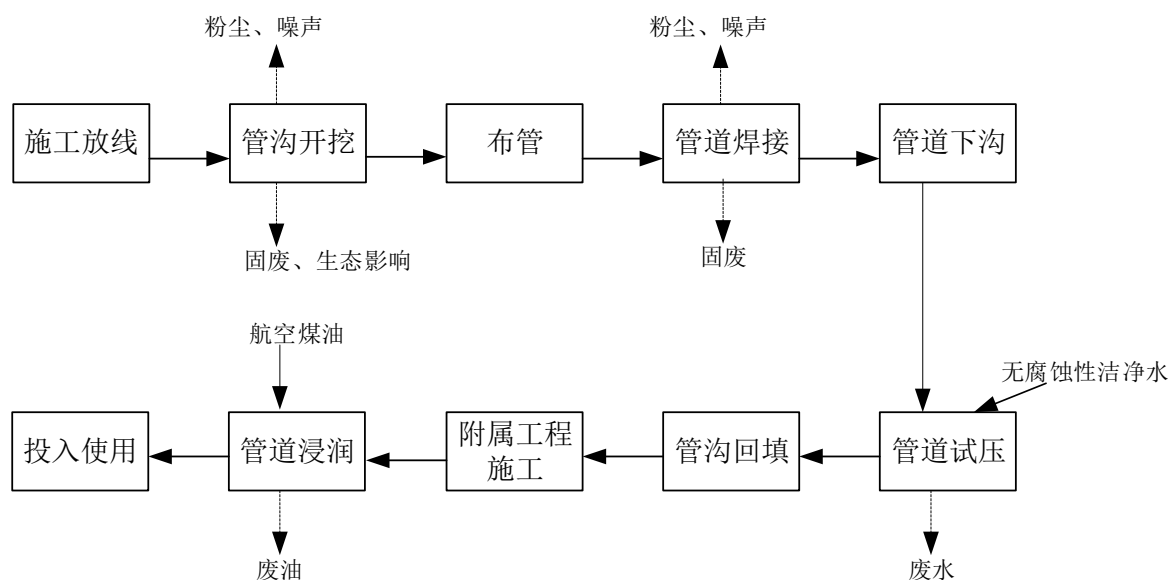 粉尘、噪声
粉尘、噪声
施工放线
管沟开挖
布管
管道焊接
管道下沟
固废、生态影响
固废
航空煤油
无腐蚀性洁净水
投入使用
管道浸润
附属工程
施工
管沟回填
管道试压
废油
废水